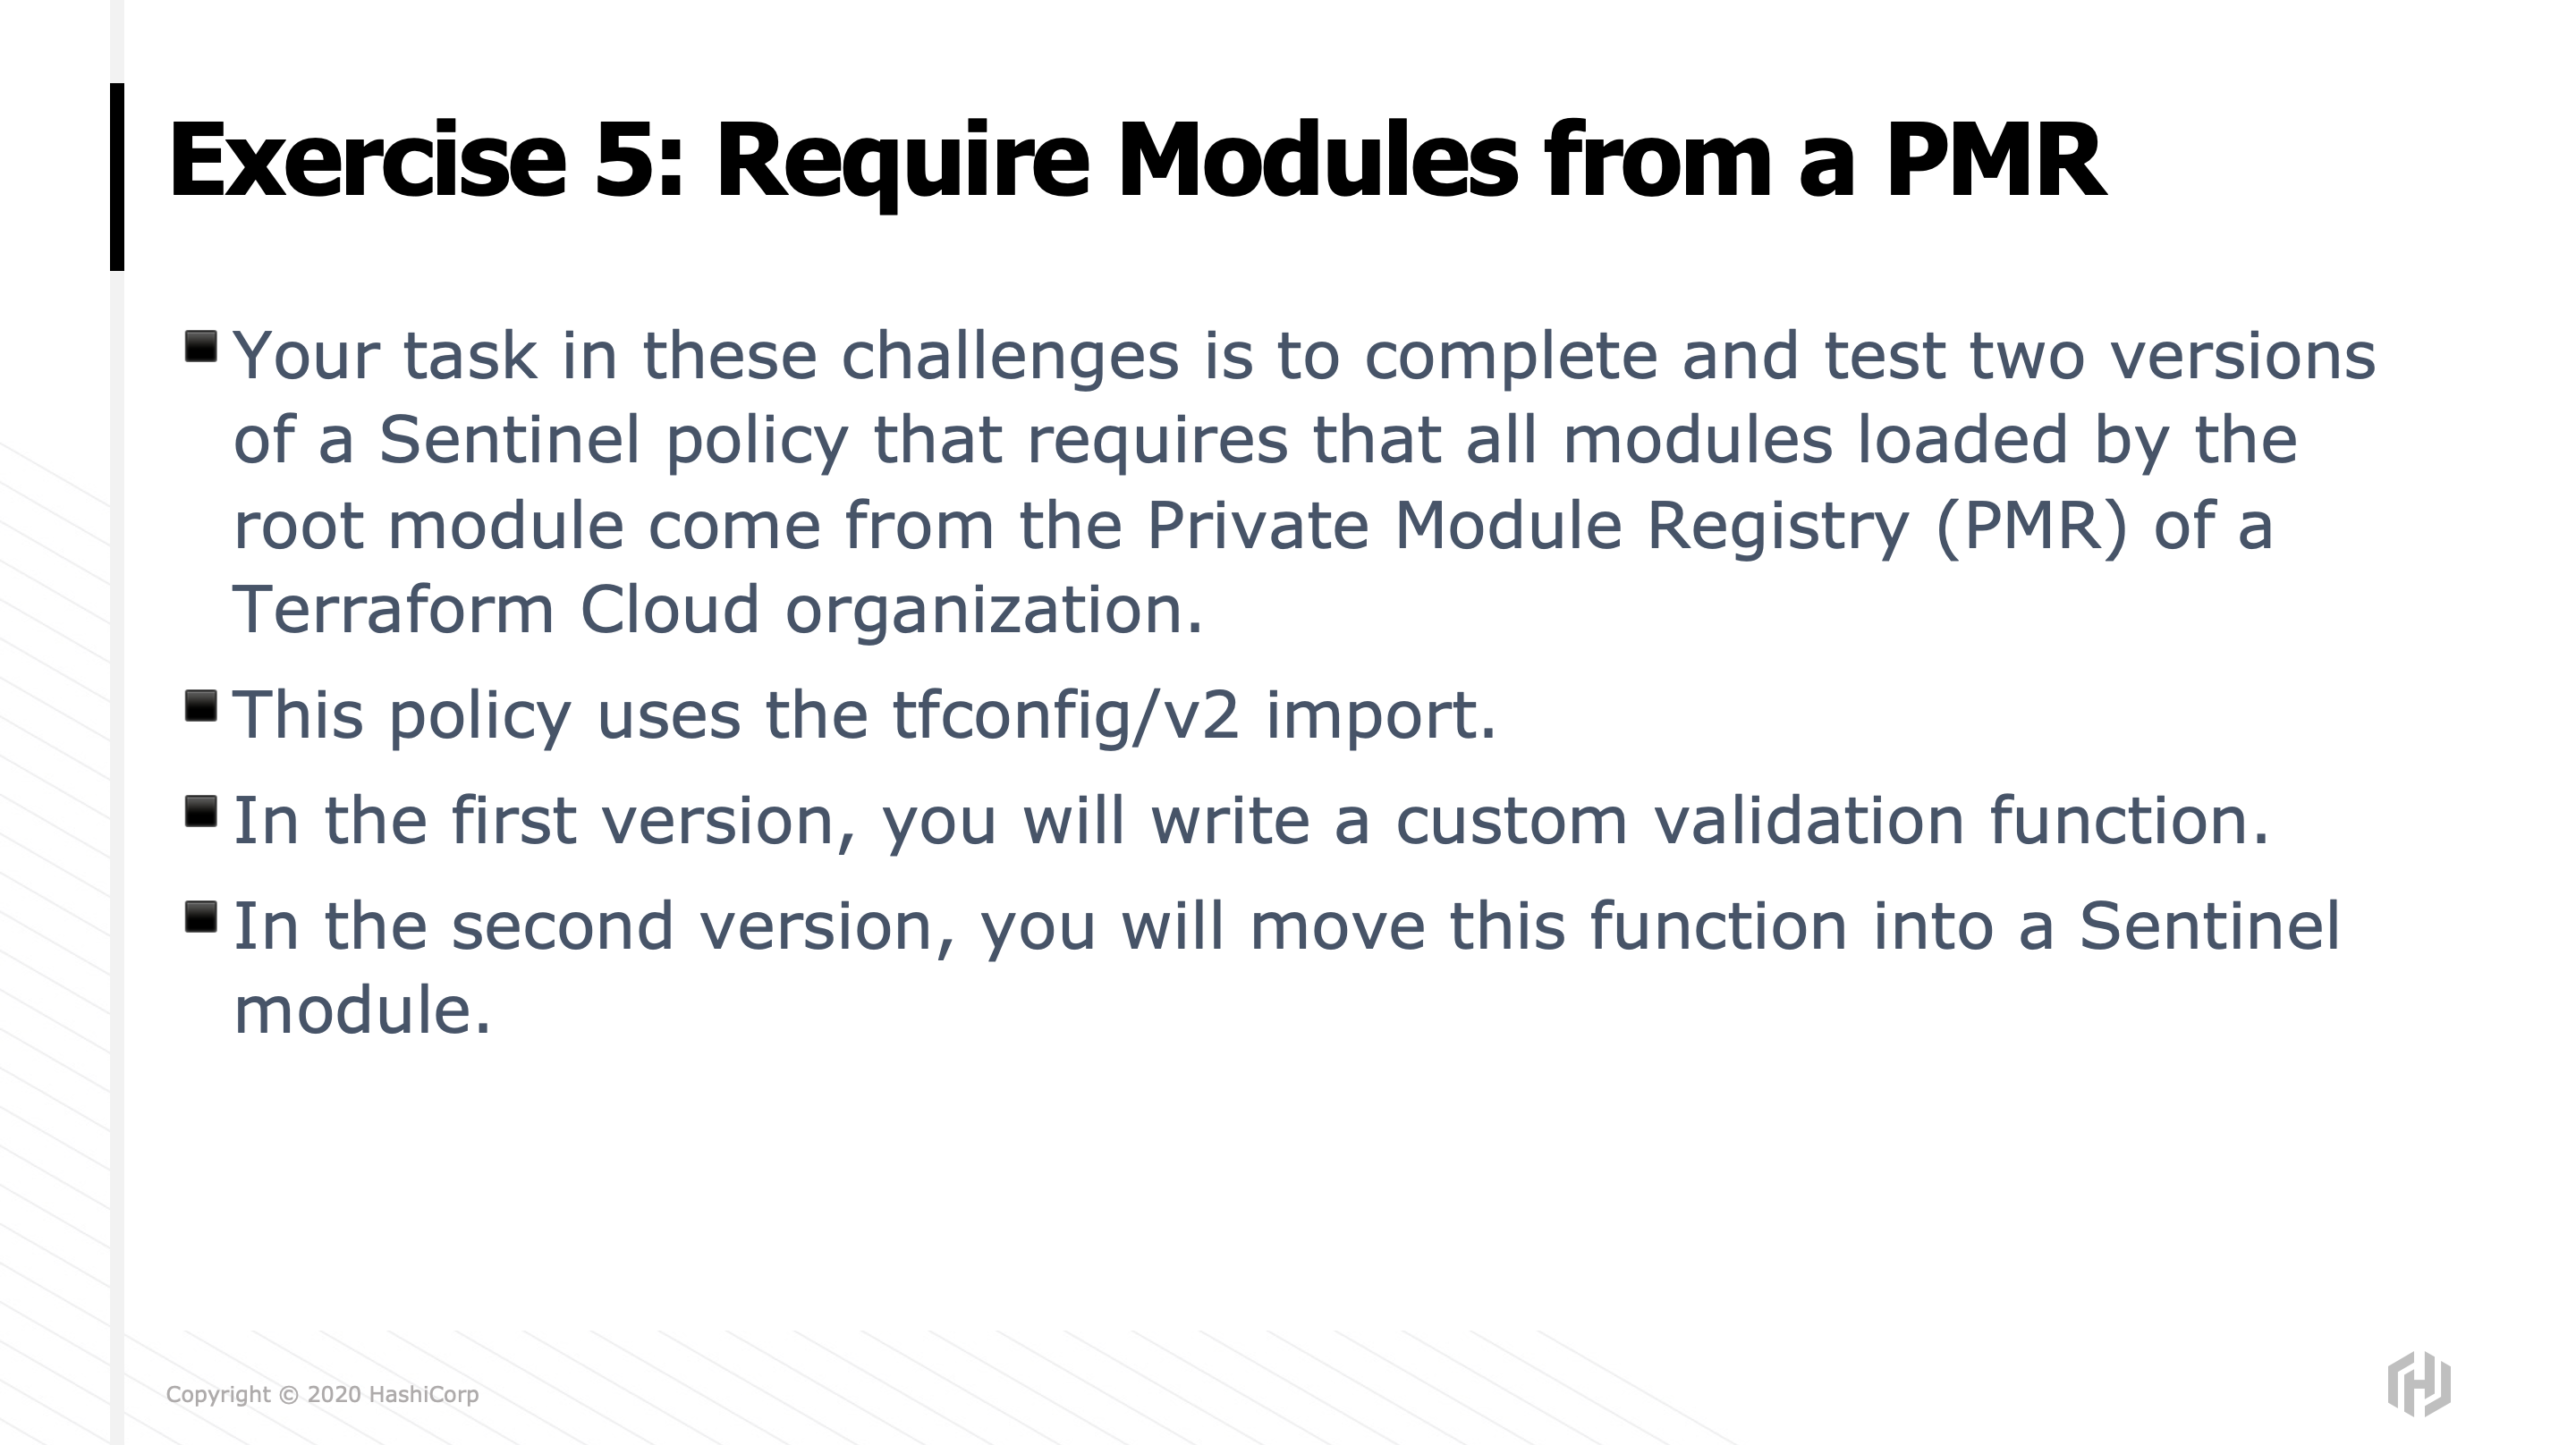 Exercise 5: Require Modules from a PMR
Your task in these challenges is to complete and test two versions
of a Sentinel policy that requires that all modules loaded by the
root module come from the Private Module Registry (PMR) of a
Terraform Cloud organization.
This policy uses the tfconfig/v2 import.
In the first version, you will write a custom validation function.
In the second version, you will move this function into a Sentinel
module.
Copyright © 2020 HashiCorp